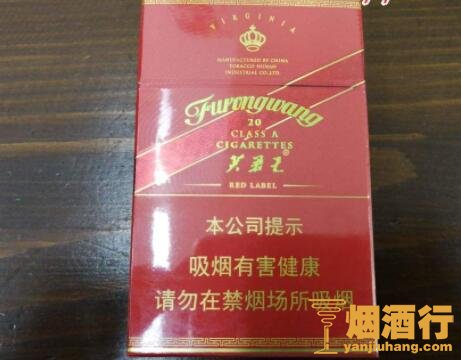 VIRGINIA
MANUFACTURED BY CHINA
TOBACCO HUNAN
INDUSTRIAL CO.,LTD.
Furongwang
20
CLASS A
CIGARETTES
芙蓉王®
RED LABEL
本公司提示
吸烟有害健康
请勿在禁烟场所吸烟
烟酒行
yanjiuhang.com